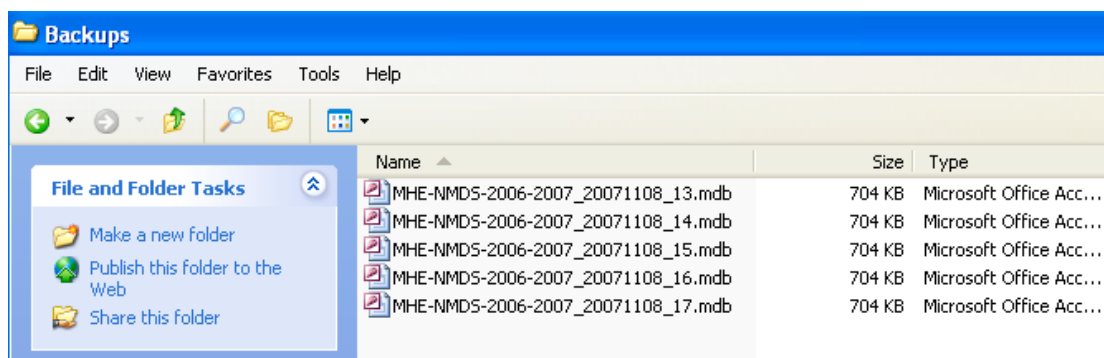 Backups
File Edit View Favorites Tools Help
Name Size Type
File and Folder Tasks
Make a new folder
Publish this folder to the
Web
Share this folder
MHE-NMDS-2006-2007_20071108_13.mdb 704 KB Microsoft Office Acc...
MHE-NMDS-2006-2007_20071108_14.mdb 704 KB Microsoft Office Acc...
MHE-NMDS-2006-2007_20071108_15.mdb 704 KB Microsoft Office Acc...
MHE-NMDS-2006-2007_20071108_16.mdb 704 KB Microsoft Office Acc...
MHE-NMDS-2006-2007_20071108_17.mdb 704 KB Microsoft Office Acc...